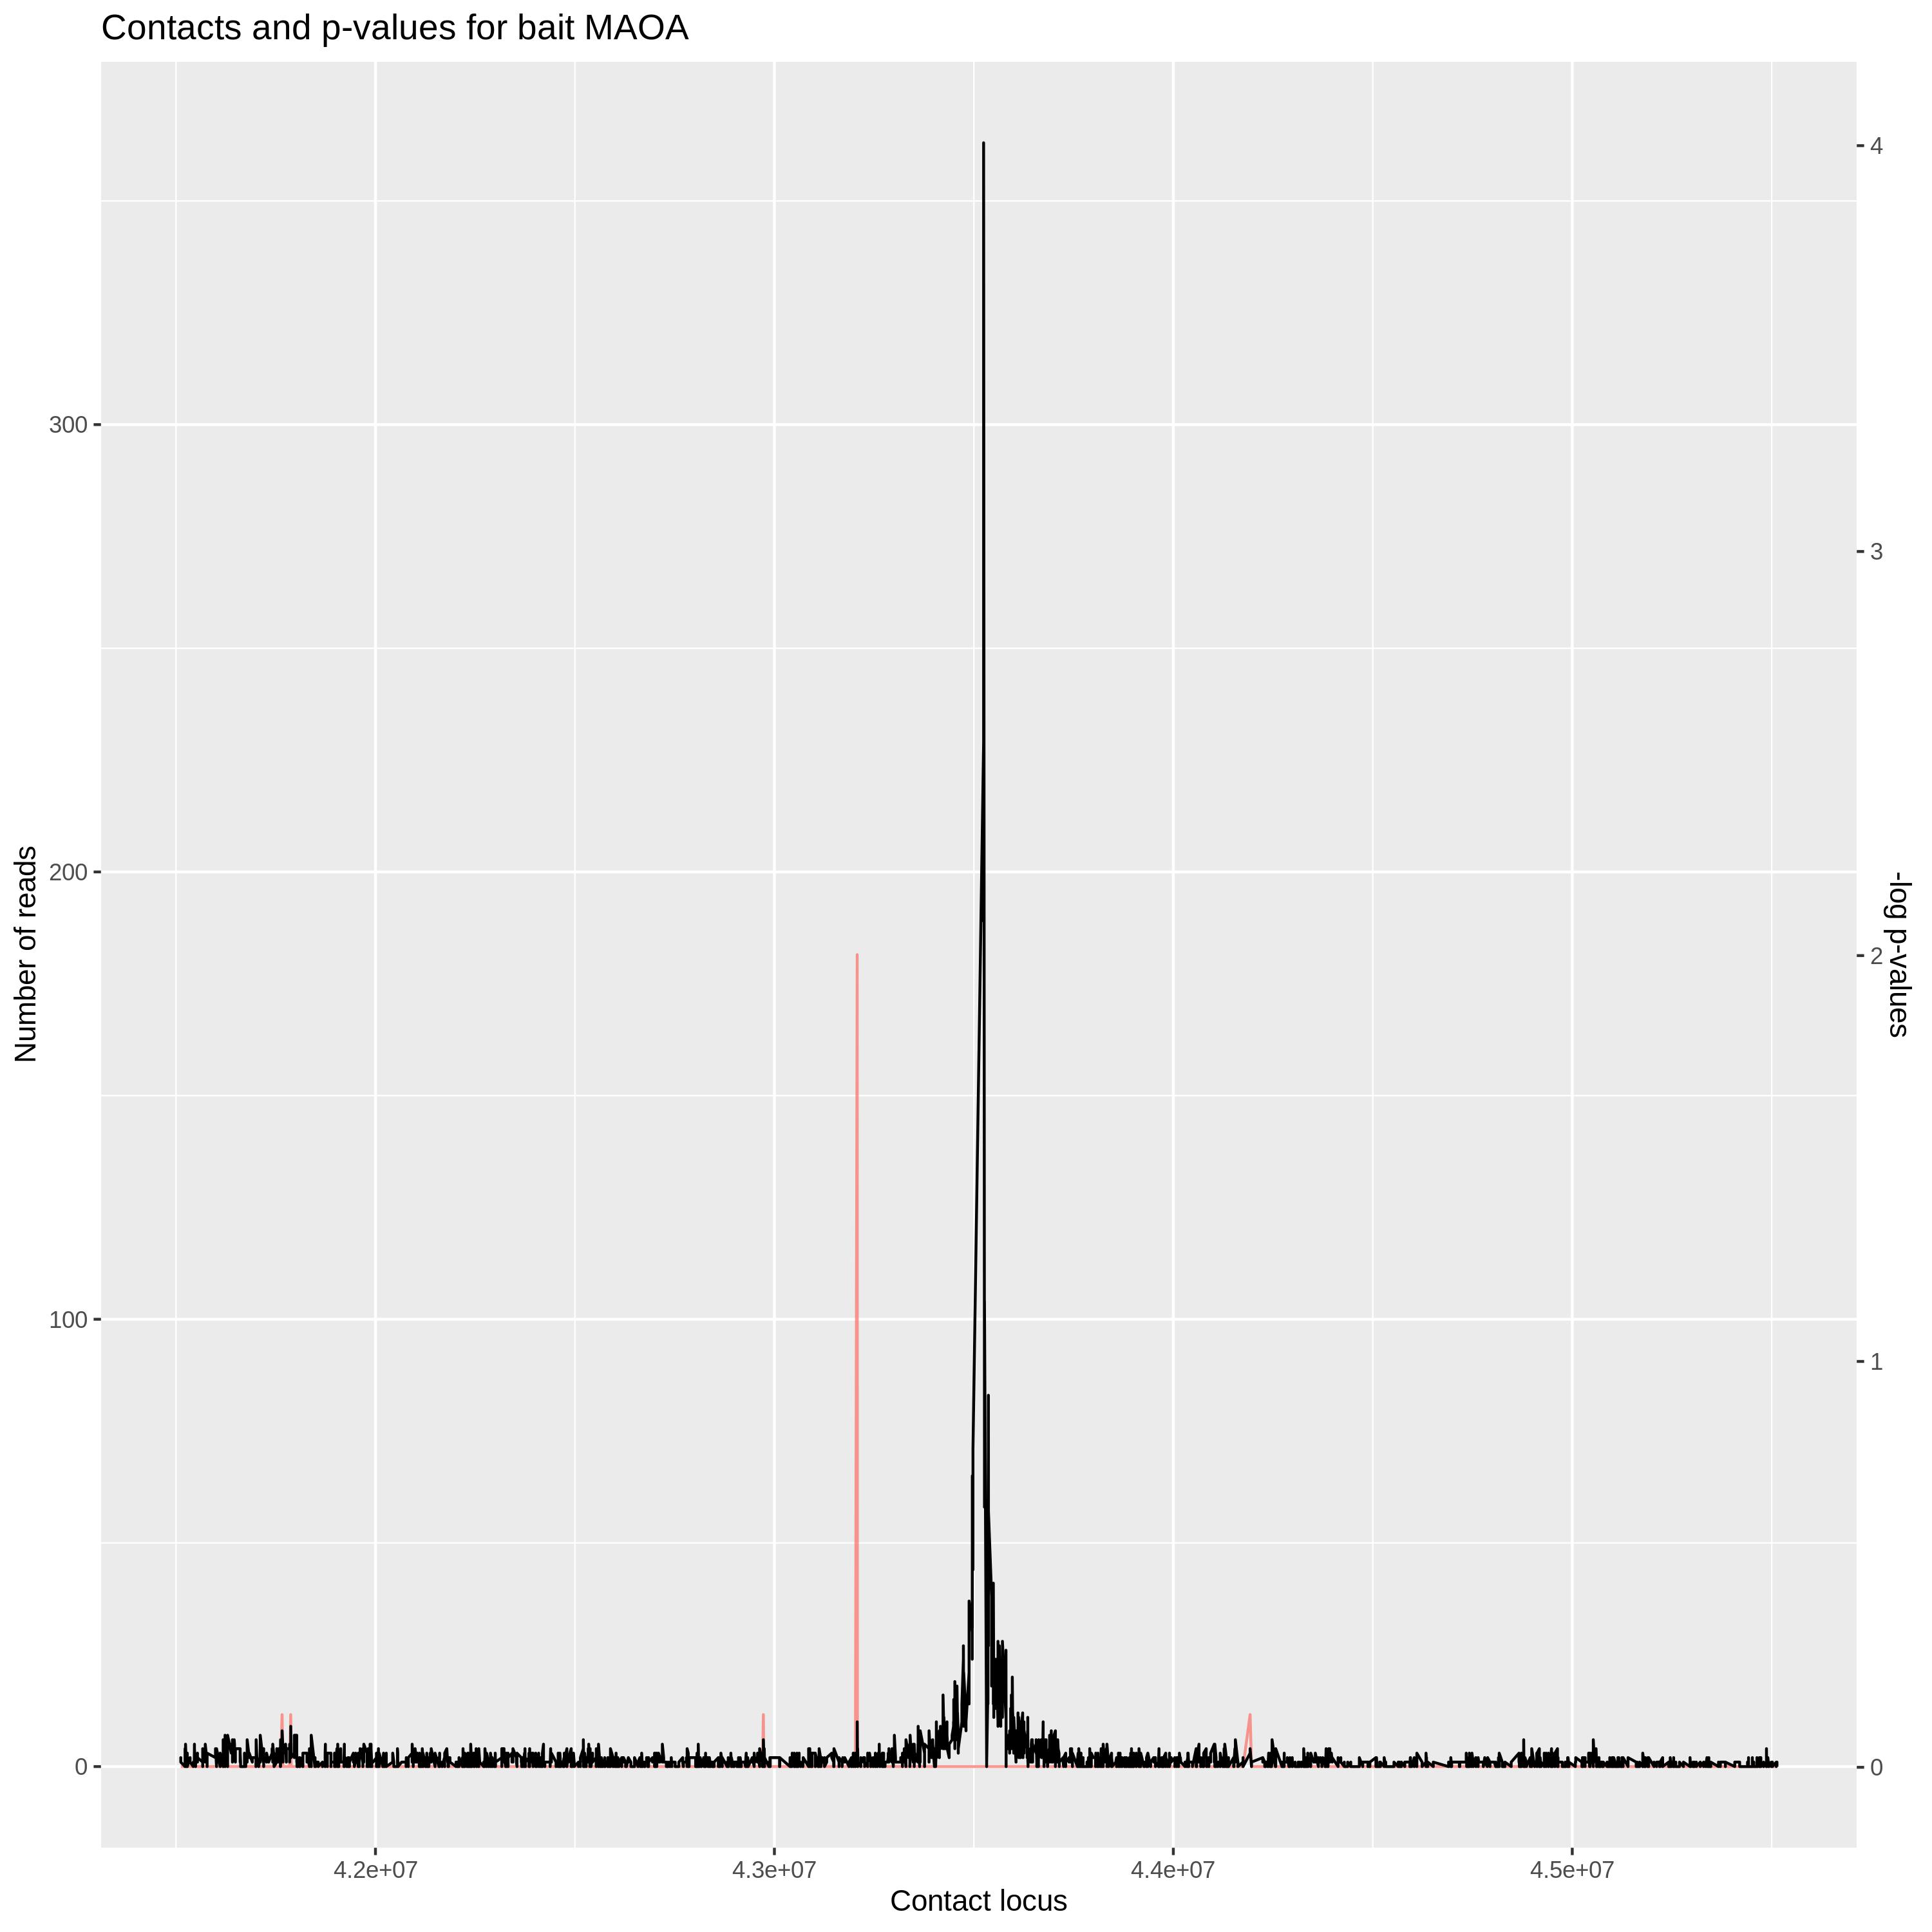 Contacts and p-values for bait MAOA
Number of reads
300
200
100
0
4
3
2
1
0
-log p-values
4.2e+07
4.3e+07
4.4e+07
4.5e+07
Contact locus